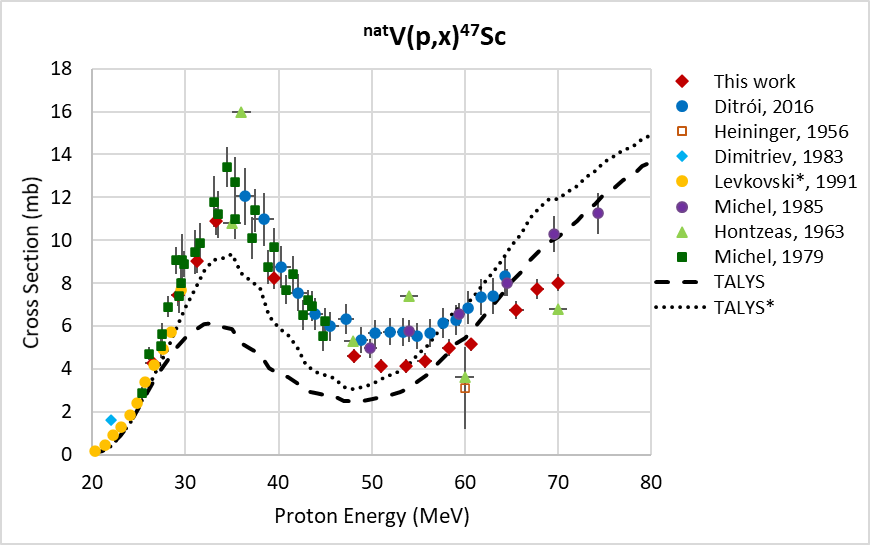 natV(p,x)47Sc
Cross Section (mb)
18
16
14
12
10
8
6
4
2
0
20
30
40
50
60
70
80
Proton Energy (MeV)
This work
Ditrói, 2016
Heininger, 1956
Dimitriev, 1983
Levkovski*, 1991
Michel, 1985
Hontzeas, 1963
Michel, 1979
TALYS
TALYS*